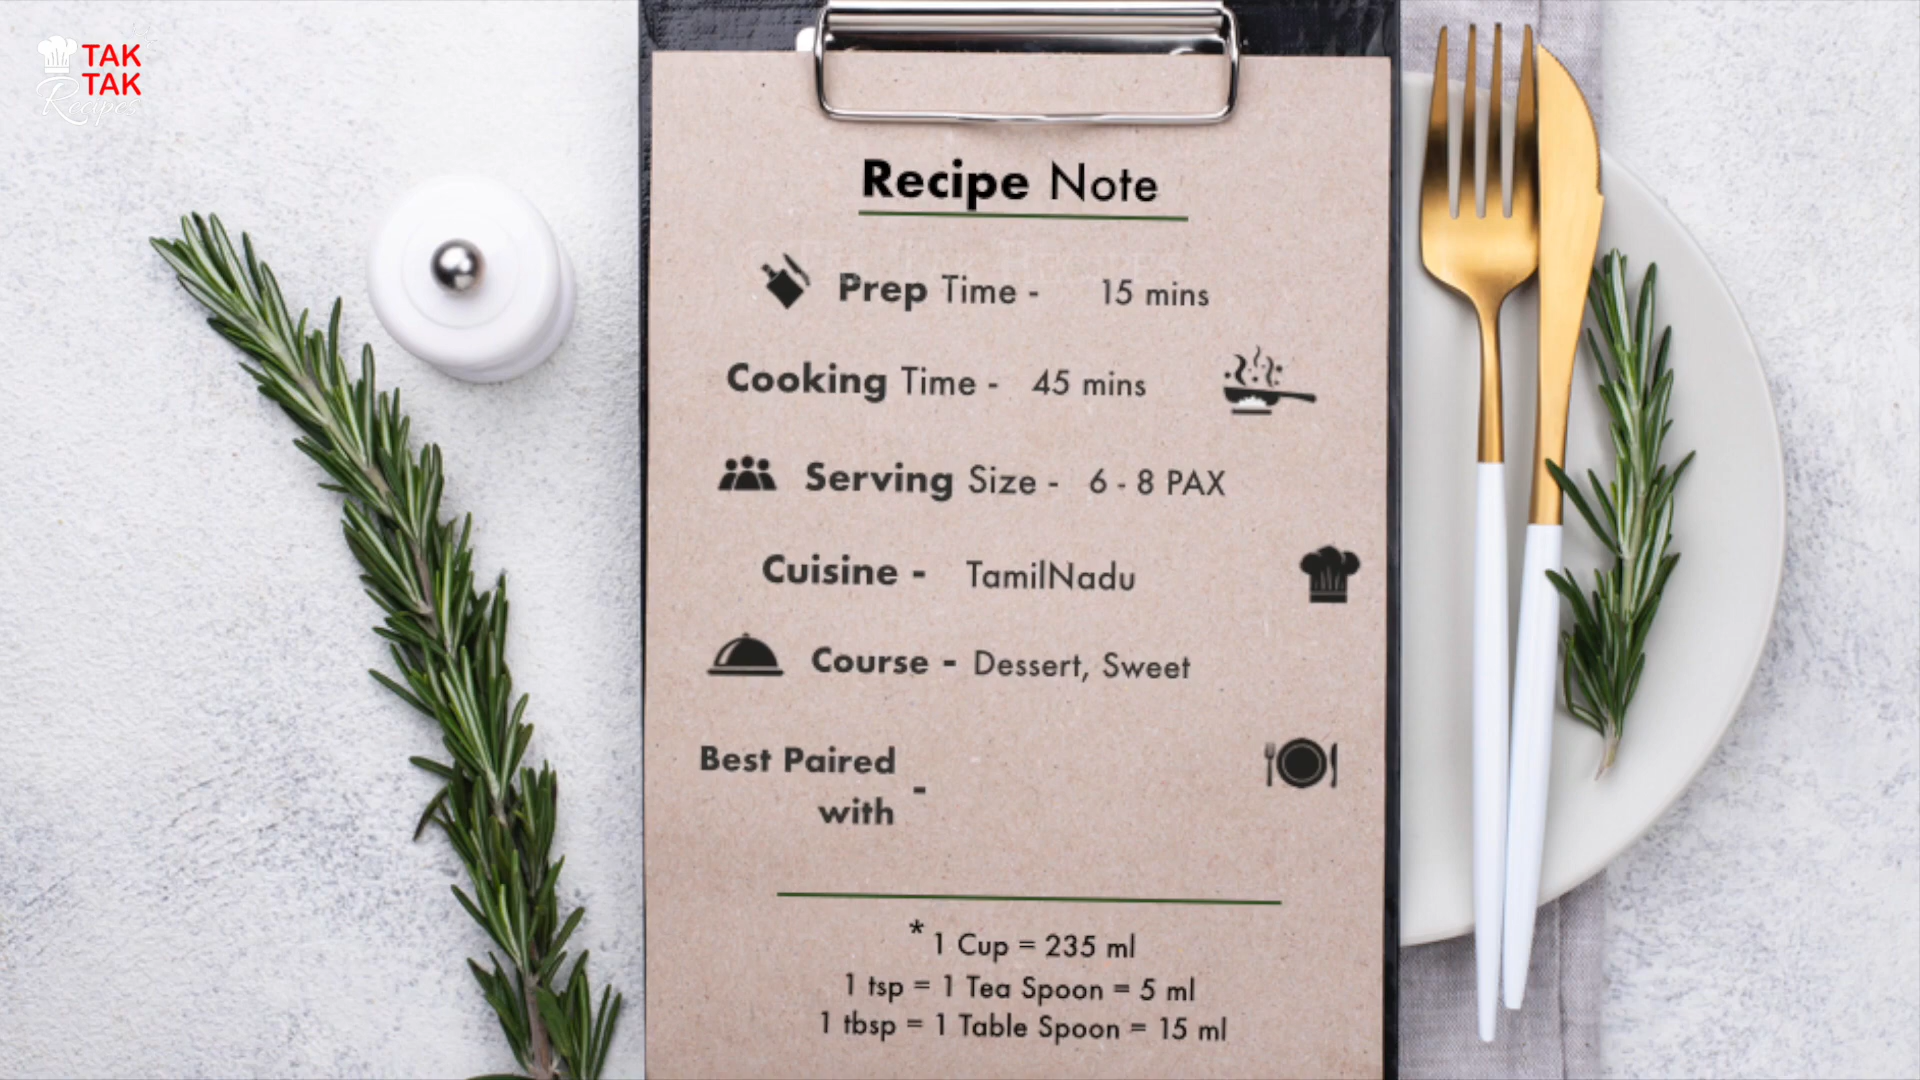 TAK
TAK
Recipes
Recipe Note
Prep Time - 15 mins
Cooking Time - 45 mins
Serving Size - 6 - 8 PAX
Cuisine - TamilNadu
Course - Dessert, Sweet
Best Paired
with -
* 1 Cup = 235 ml
1 tsp = 1 Tea Spoon = 5 ml
1 tbsp = 1 Table Spoon = 15 ml